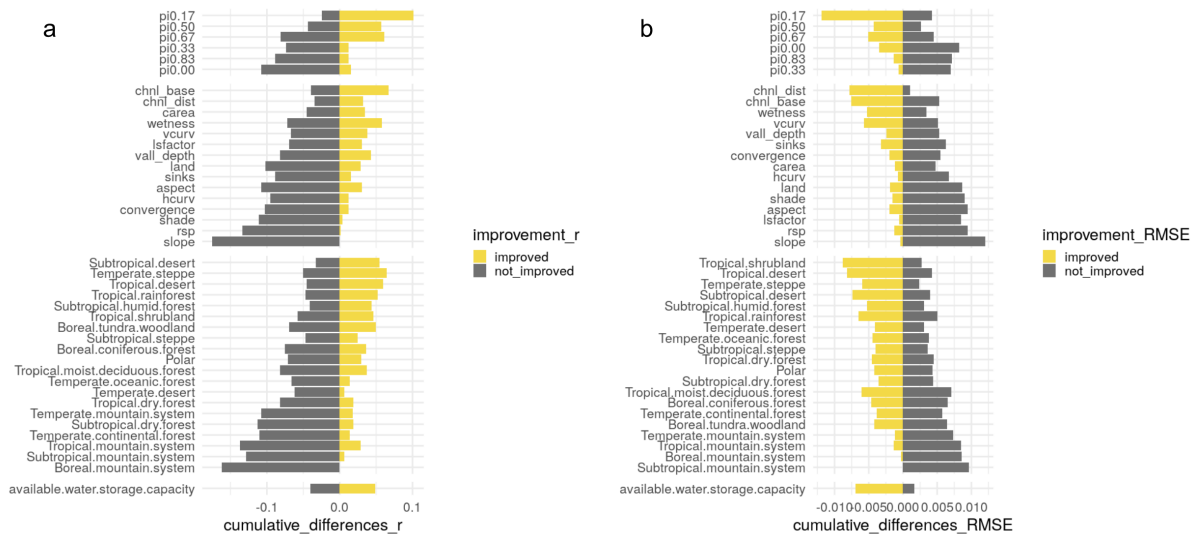 a
pi0.17
pi0.50
pi0.67
pi0.33
pi0.83
pi0.00
chnl_base
chnl_dist
carea
wetness
vcurv
lsfactor
vall_depth
land
sinks
aspect
hcurv
convergence
shade
rsp
slope
Subtropical.desert
Temperate.steppe
Tropical.desert
Tropical.rainforest
Subtropical.humid.forest
Tropical.shrubland
Boreal.tundra.woodland
Subtropical.steppe
Boreal.coniferous.forest
Polar
Tropical.moist.deciduous.forest
Temperate.oceanic.forest
Temperate.desert
Tropical.dry.forest
Temperate.mountain.system
Subtropical.dry.forest
Temperate.continental.forest
Tropical.mountain.system
Subtropical.mountain.system
Boreal.mountain.system
available.water.storage.capacity
-0.1 0.0 0.1
cumulative_differences_r
improvement_r
improved
not_improved
b
pi0.17
pi0.50
pi0.67
pi0.00
pi0.83
pi0.33
chnl_dist
chnl_base
wetness
vcurv
vall_depth
sinks
convergence
carea
hcurv
land
shade
aspect
lsfactor
rsp
slope
Tropical.shrubland
Tropical.desert
Temperate.steppe
Subtropical.desert
Subtropical.humid.forest
Tropical.rainforest
Temperate.desert
Temperate.oceanic.forest
Subtropical.steppe
Tropical.dry.forest
Polar
Subtropical.dry.forest
Tropical.moist.deciduous.forest
Boreal.coniferous.forest
Temperate.continental.forest
Boreal.tundra.woodland
Temperate.mountain.system
Tropical.mountain.system
Boreal.mountain.system
Subtropical.mountain.system
available.water.storage.capacity
-0.010 -0.005 0.000 0.005 0.010
cumulative_differences_RMSE
improvement_RMSE
improved
not_improved